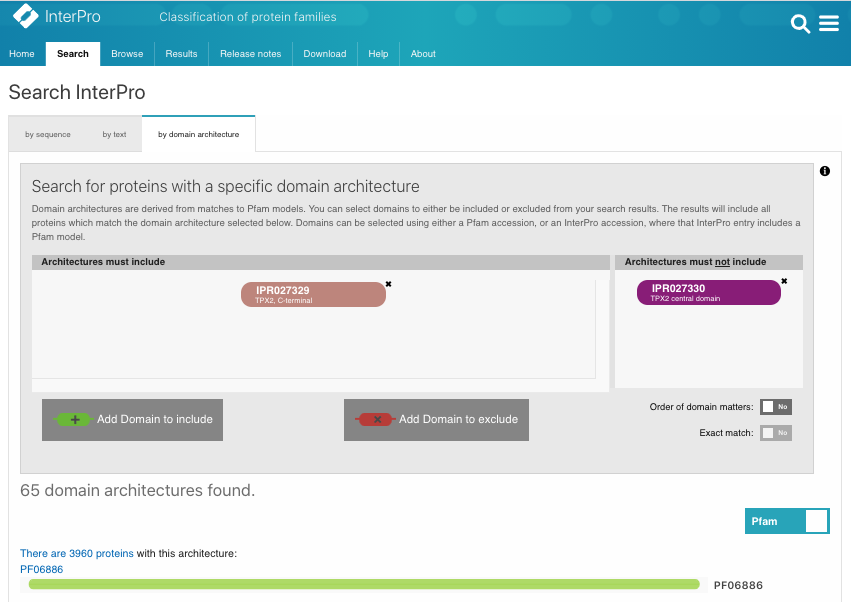 InterPro
Classification of protein families
Home Search Browse Results Release notes Download Help About
Search InterPro
by sequence by text by domain architecture
Search for proteins with a specific domain architecture
Domain architectures are derived from matches to Pfam models. You can select domains to either be included or excluded from your search results. The results will include all
proteins which match the domain architecture selected below. Domains can be selected using either a Pfam accession, or an InterPro accession, where that InterPro entry includes a
Pfam model.
Architectures must include
Architectures must not include
IPR027329
TPX2, C-terminal
IPR027330
TPX2 central domain
Add Domain to include
Add Domain to exclude
Order of domain matters: No
Exact match: No
65 domain architectures found.
Pfam
There are 3960 proteins with this architecture:
PF06886
PF06886